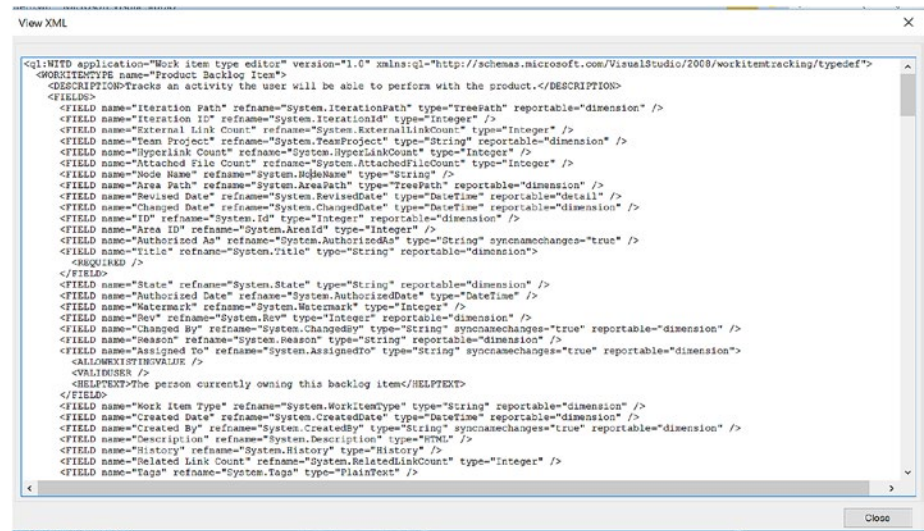 View XML
<q1:WITD application="Work item type editor" version="1.0" xmlns:q1="http://schemas.microsoft.com/VisualStudio/2008/workitemtracking/typedef">
<WORKITEMTYPE name="Product Backlog Item">
<DESCRIPTION>Tracks an activity the user will be able to perform with the product.</DESCRIPTION>
<FIELDS>
<FIELD name="Iteration Path" refname="System.IterationPath" type="TreePath" reportable="dimension" />
<FIELD name="Iteration ID" refname="System.IterationId" type="Integer" />
<FIELD name="External Link Count" refname="System.ExternalLinkCount" type="Integer" />
<FIELD name="Team Project" refname="System.TeamProject" type="String" reportable="dimension" />
<FIELD name="Hyperlink Count" refname="System.HyperLinkCount" type="Integer" />
<FIELD name="Attached File Count" refname="System.AttachedFileCount" type="Integer" />
<FIELD name="Node Name" refname="System.NodeName" type="String" />
<FIELD name="Area Path" refname="System.AreaPath" type="TreePath" reportable="dimension" />
<FIELD name="Revised Date" refname="System.RevisedDate" type="DateTime" reportable="detail" />
<FIELD name="Changed Date" refname="System.ChangedDate" type="DateTime" reportable="dimension" />
<FIELD name="ID" refname="System.Id" type="Integer" reportable="dimension" />
<FIELD name="Area ID" refname="System.AreaId" type="Integer" />
<FIELD name="Authorized As" refname="System.AuthorizedAs" type="String" syncnamechanges="true" />
<FIELD name="Title" refname="System.Title" type="String" reportable="dimension">
<REQUIRED />
</FIELD>
<FIELD name="State" refname="System.State" type="String" reportable="dimension" />
<FIELD name="Authorized Date" refname="System.AuthorizedDate" type="DateTime" />
<FIELD name="Watermark" refname="System.Watermark" type="Integer" />
<FIELD name="Rev" refname="System.Rev" type="Integer" reportable="dimension" />
<FIELD name="Changed By" refname="System.ChangedBy" type="String" syncnamechanges="true" reportable="dimension" />
<FIELD name="Reason" refname="System.Reason" type="String" reportable="dimension" />
<FIELD name="Assigned To" refname="System.AssignedTo" type="String" syncnamechanges="true" reportable="dimension">
<ALLOWEXISTINGVALUE />
<VALIDUSER />
<HELPTEXT>The person currently owning this backlog item</HELPTEXT>
</FIELD>
<FIELD name="Work Item Type" refname="System.WorkItemType" type="String" reportable="dimension" />
<FIELD name="Created Date" refname="System.CreatedDate" type="DateTime" reportable="dimension" />
<FIELD name="Created By" refname="System.CreatedBy" type="String" syncnamechanges="true" reportable="dimension" />
<FIELD name="Description" refname="System.Description" type="HTML" />
<FIELD name="History" refname="System.History" type="History" />
<FIELD name="Related Link Count" refname="System.RelatedLinkCount" type="Integer" />
<FIELD name="Tags" refname="System.Tags" type="PlainText" />
Close